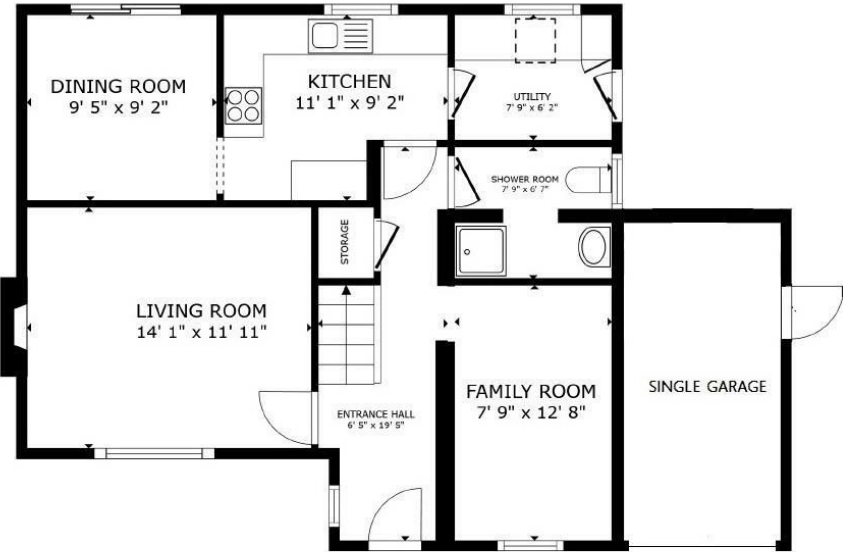 DINING ROOM
9' 5" x 9' 2"
KITCHEN
11' 1" x 9' 2"
UTILITY
7' 9" x 6' 2"
SHOWER ROOM
7' 9" x 6' 7"
STORAGE
LIVING ROOM
14' 1" x 11' 11"
ENTRANCE HALL
6' 5" x 19' 5"
FAMILY ROOM
7' 9" x 12' 8"
SINGLE GARAGE